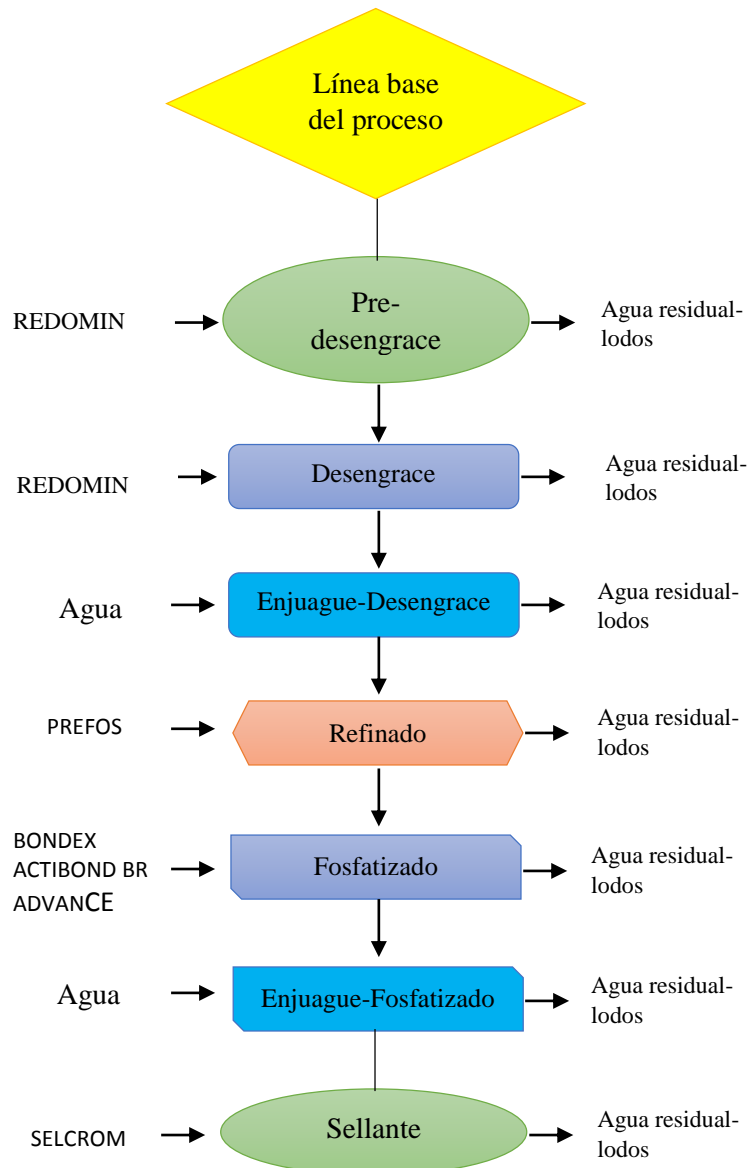 Línea base
del proceso
REDOMIN
Pre-
desengrace
Agua residual-
lodos
REDOMIN
Desengrace
Agua residual-
lodos
Agua
Enjuague-Desengrace
Agua residual-
lodos
PREFOS
Refinado
Agua residual-
lodos
BONDEX
ACTIBOND BR
ADVANCE
Fosfatizado
Agua residual-
lodos
Agua
Enjuague-Fosfatizado
Agua residual-
lodos
SELCROM
Sellante
Agua residual-
lodos